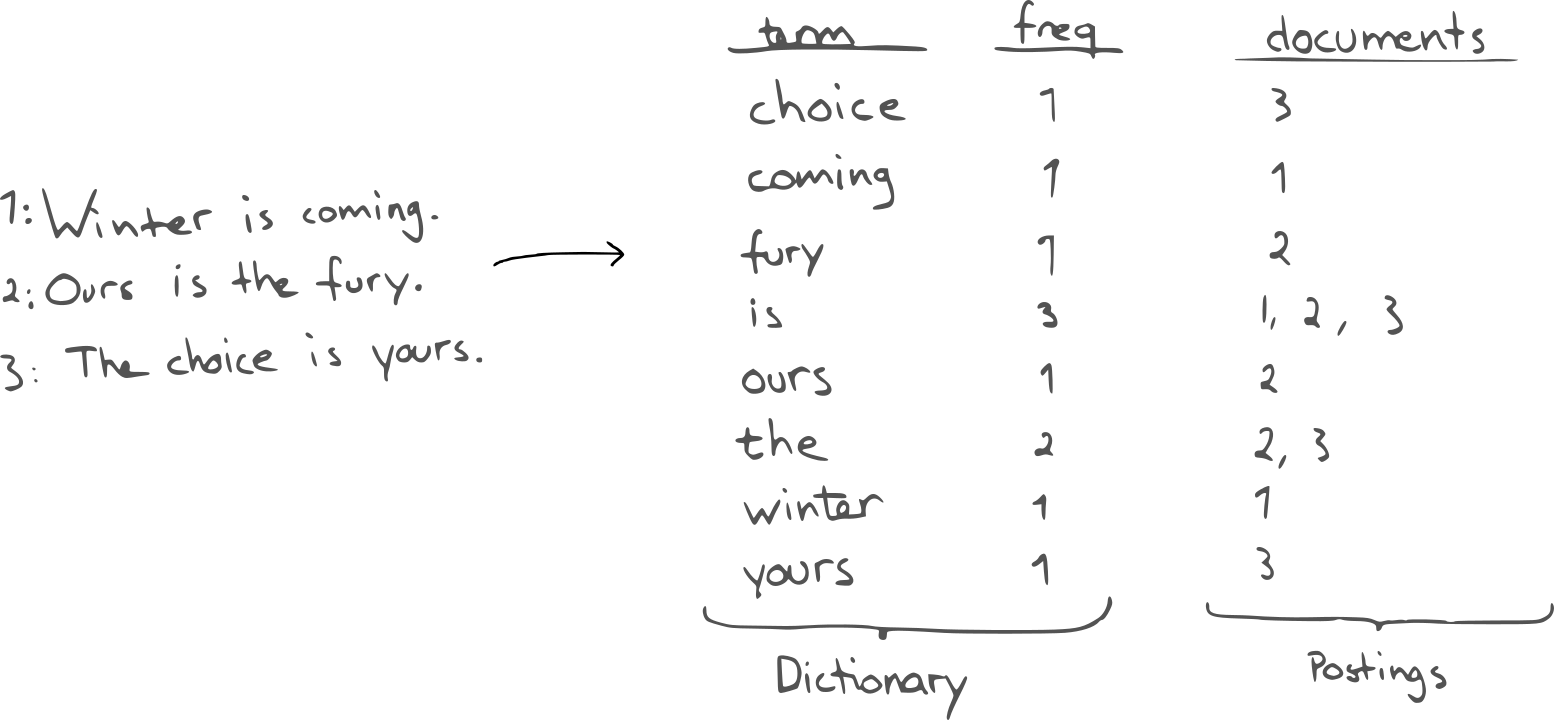 1: Winter is coming.
2: Ours is the fury.
3: The choice is yours.
term freq documents
choice 1 3
coming 1 1
fury 1 2
is 3 1, 2, 3
ours 1 2
the 2 2, 3
winter 1 1
yours 1 3
Dictionary Postings